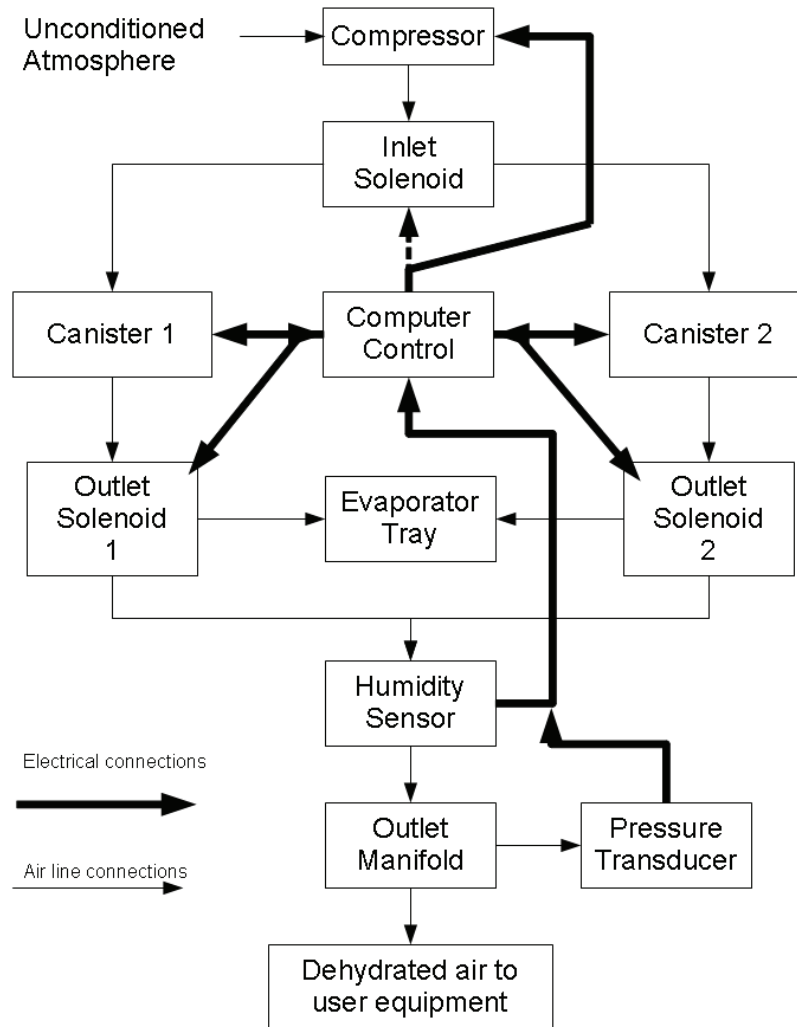 Unconditioned
Atmosphere
Compressor
Inlet
Solenoid
Canister 1
Computer
Control
Canister 2
Outlet
Solenoid
1
Evaporator
Tray
Outlet
Solenoid
2
Humidity
Sensor
Electrical connections
Outlet
Manifold
Pressure
Transducer
Air line connections
Dehydrated air to
user equipment